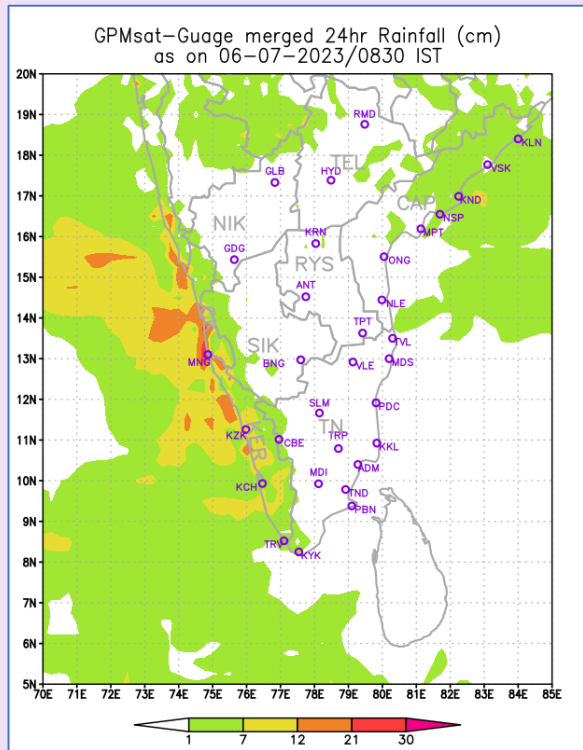 GPMsat-Guage merged 24hr Rainfall (cm)
as on 06-07-2023/0830 IST
20N
19N
RMD
KLN
18N
VSK
TEL
GLB
HYD
17N
KND
CAP
NSP
NIK
MPT
16N
KRN
GDG
RYS
ONG
15N
ANT
NLE
14N
TPT
SIK
TVL
13N
MNG
BNG
VLE
MDS
12N
SLM
PDC
TN
11N
KZK
CBE
TRP
KKL
KER
ADM
10N
MDI
KCH
TND
PBN
9N
TRV
8N
KYK
7N
6N
5N
70E 71E 72E 73E 74E 75E 76E 77E 78E 79E 80E 81E 82E 83E 84E 85E
1 7 12 21 30